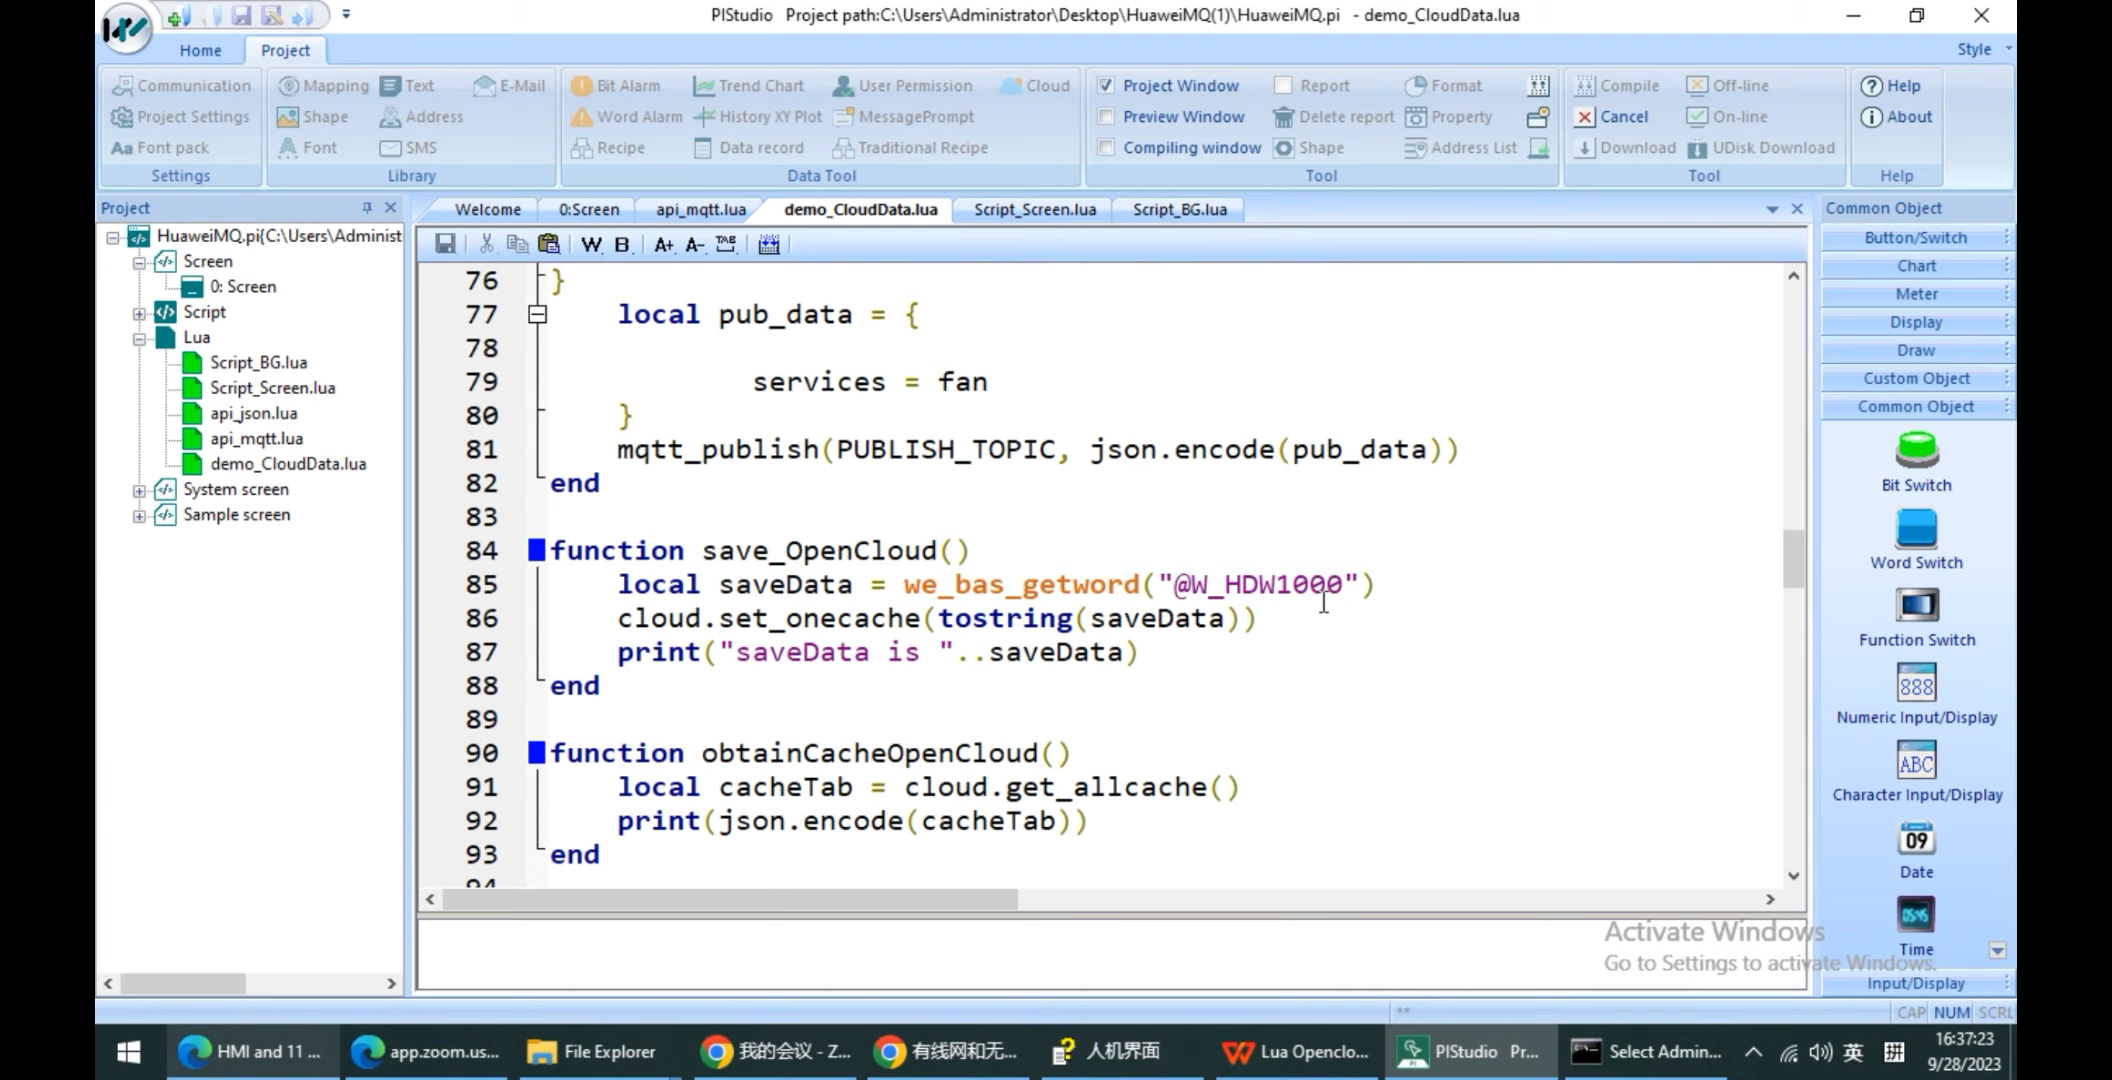 PIStudio Project path:C:\Users\Administrator\Desktop\HuaweiMQ(1)\HuaweiMQ.pi - demo_CloudData.lua
Home Project Style
Communication Mapping Text E-Mail Bit Alarm Trend Chart User Permission Cloud Project Window Report Format Compile Off-line Help
Project Settings Shape Address Word Alarm History XY Plot MessagePrompt Preview Window Delete report Property Cancel On-line About
Aa Font pack Font SMS Recipe Data record Traditional Recipe Compiling window Shape Address List Download UDisk Download
Settings Library Data Tool Tool Tool Help
Project
Welcome 0:Screen api_mqtt.lua demo_CloudData.lua Script_Screen.lua Script_BG.lua
Common Object
W B A+ A- TAB
HuaweiMQ.pi{C:\Users\Administ
Screen
0: Screen
Script
Lua
Script_BG.lua
Script_Screen.lua
api_json.lua
api_mqtt.lua
demo_CloudData.lua
System screen
Sample screen
76 }
77 local pub_data = {
78
79 services = fan
80 }
81 mqtt_publish(PUBLISH_TOPIC, json.encode(pub_data))
82 end
83
84 function save_OpenCloud()
85 local saveData = we_bas_getword("@W_HDW1000")
86 cloud.set_onecache(tostring(saveData))
87 print("saveData is "..saveData)
88 end
89
90 function obtainCacheOpenCloud()
91 local cacheTab = cloud.get_allcache()
92 print(json.encode(cacheTab))
93 end
94
Button/Switch
Chart
Meter
Display
Draw
Custom Object
Common Object
Bit Switch
Word Switch
Function Switch
888
Numeric Input/Display
ABC
Character Input/Display
09
Date
05:45
Time
Input/Display
Activate Windows
Go to Settings to activate Windows.
** CAP NUM SCRL
HMI and 11 ... app.zoom.us... File Explorer 我的会议 - Z... 有线网和无... 人机界面 Lua Openclo... PIStudio Pr... Select Admin... 英 拼 16:37:23
9/28/2023